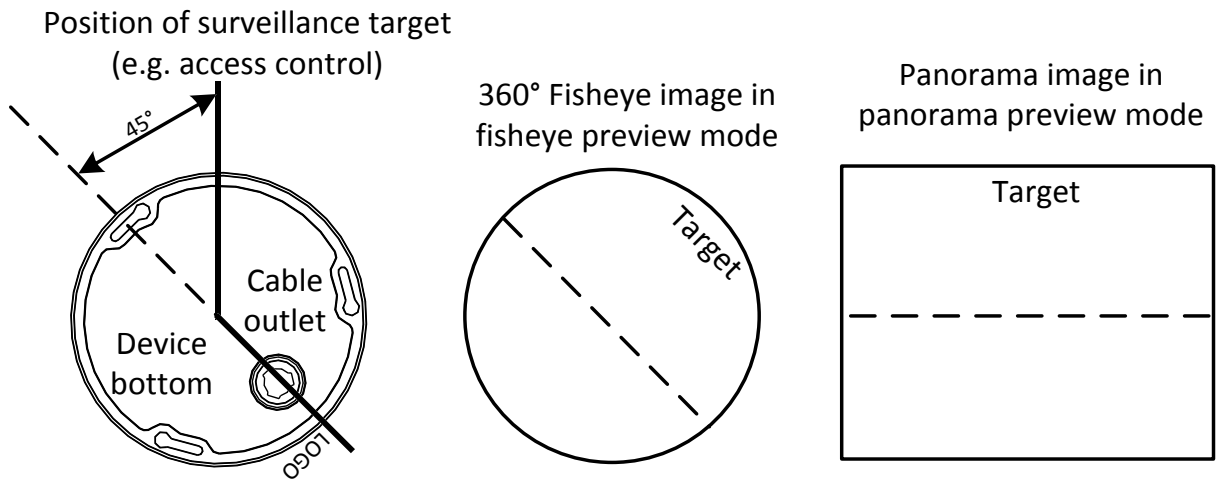 Position of surveillance target
(e.g. access control)
45°
Cable
outlet
Device
bottom
LOGO
360° Fisheye image in
fisheye preview mode
Target
Panorama image in
panorama preview mode
Target